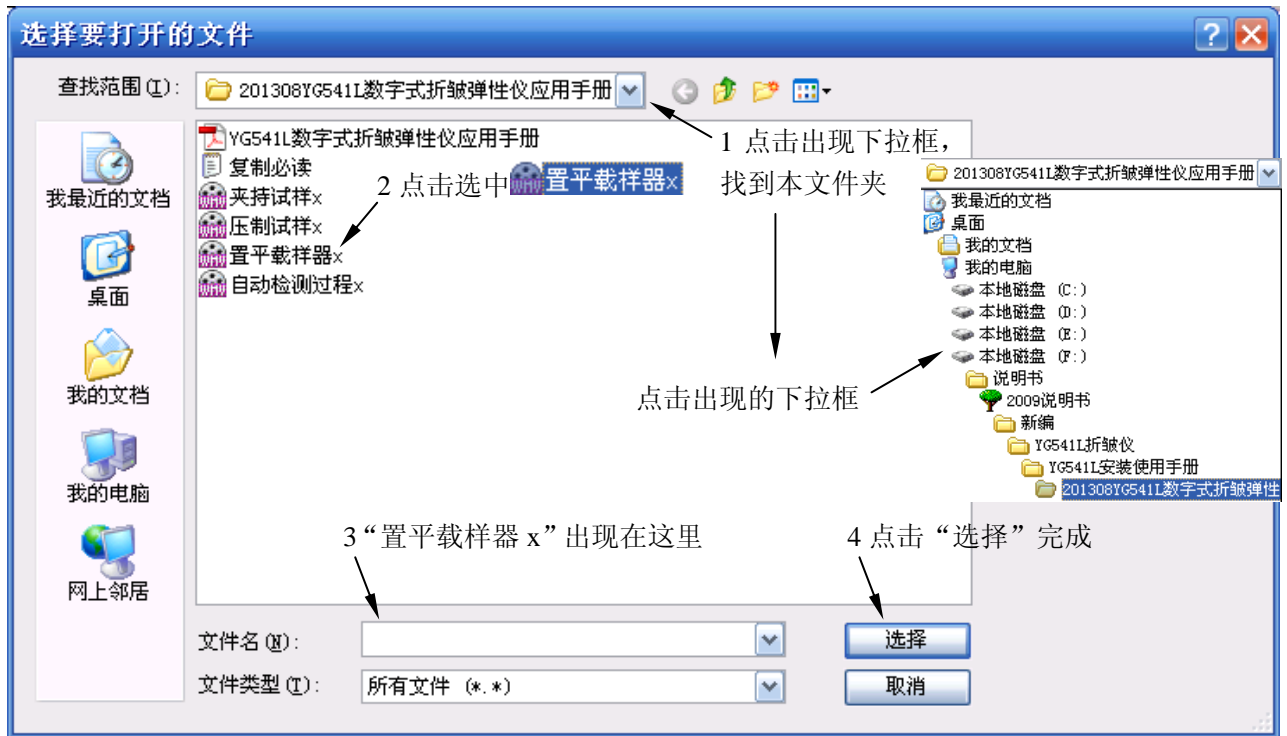 选择要打开的文件
查找范围(I):
201308YG541L数字式折皱弹性仪应用手册
我最近的文档
桌面
我的文档
我的电脑
网上邻居
YG541L数字式折皱弹性仪应用手册
复制必读
夹持试样x
压制试样x
置平载样器x
自动检测过程x
1 点击出现下拉框，
找到本文件夹
2 点击选中置平载样器x
点击出现的下拉框
201308YG541L数字式折皱弹性仪应用手册
我最近的文档
桌面
我的文档
我的电脑
本地磁盘 (C:)
本地磁盘 (D:)
本地磁盘 (E:)
本地磁盘 (F:)
说明书
2009说明书
新编
YG541L折皱仪
YG541L安装使用手册
201308YG541L数字式折皱弹性
3“置平载样器 x”出现在这里
4 点击“选择”完成
文件名(N):
选择
文件类型(T):
所有文件 (*.*)
取消